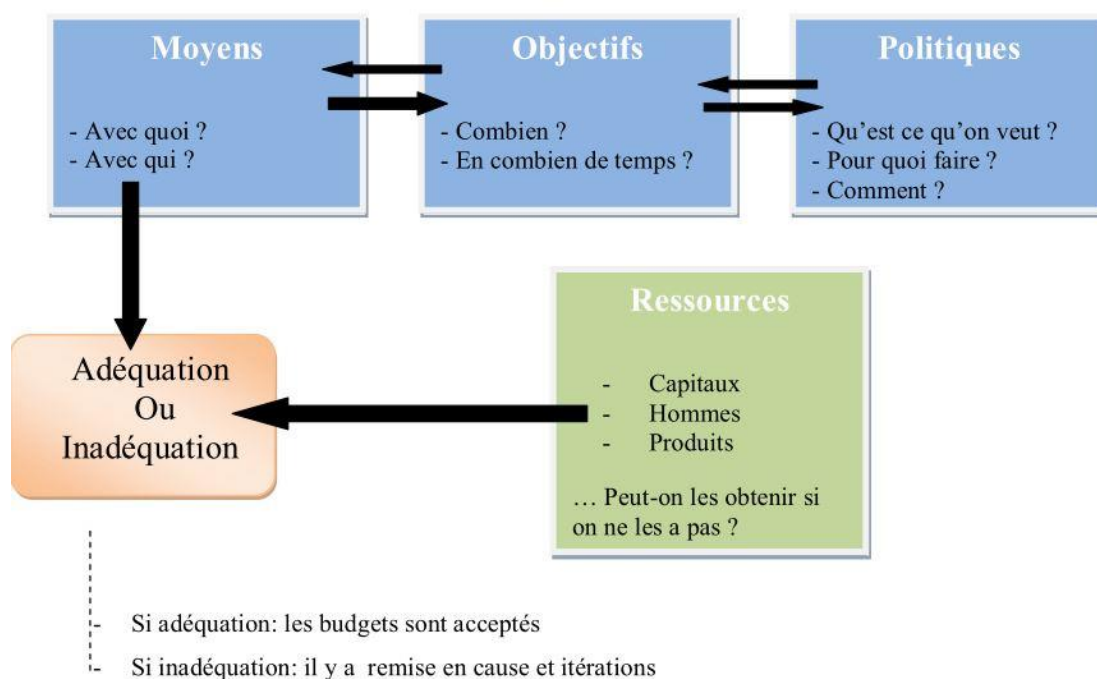 Moyens
- Avec quoi ?
- Avec qui ?
Objectifs
- Combien ?
- En combien de temps ?
Politiques
- Qu’est ce qu’on veut ?
- Pour quoi faire ?
- Comment ?
Adéquation
Ou
Inadéquation
Ressources
- Capitaux
- Hommes
- Produits
… Peut-on les obtenir si
on ne les a pas ?
- Si adéquation: les budgets sont acceptés
- Si inadéquation: il y a remise en cause et itérations